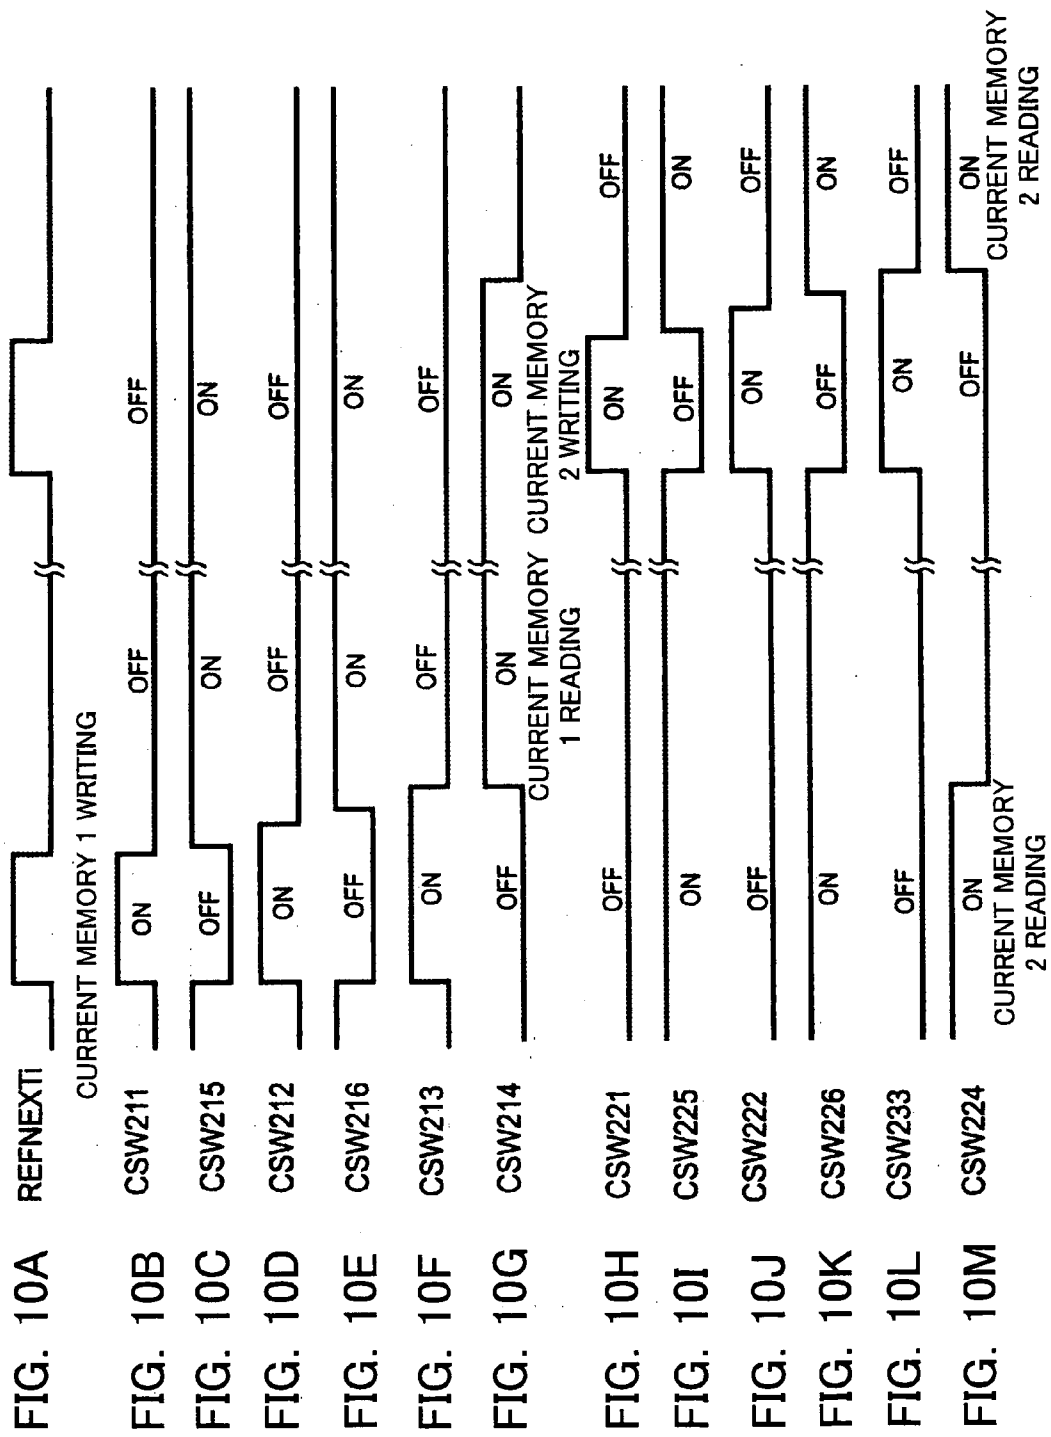 FIG. 10A REFNEXTi
CURRENT MEMORY 1 WRITING
FIG. 10B CSW211 ON OFF OFF
FIG. 10C CSW215 OFF ON ON
FIG. 10D CSW212 ON OFF OFF
FIG. 10E CSW216 OFF ON ON
FIG. 10F CSW213 ON OFF OFF
FIG. 10G CSW214 OFF ON ON
CURRENT MEMORY
1 READING
CURRENT MEMORY
2 WRITING
FIG. 10H CSW221 OFF ON OFF
FIG. 10I CSW225 ON OFF ON
FIG. 10J CSW222 OFF ON OFF
FIG. 10K CSW226 ON OFF ON
FIG. 10L CSW233 OFF ON OFF
FIG. 10M CSW224 ON OFF ON
CURRENT MEMORY
2 READING
CURRENT MEMORY
2 READING